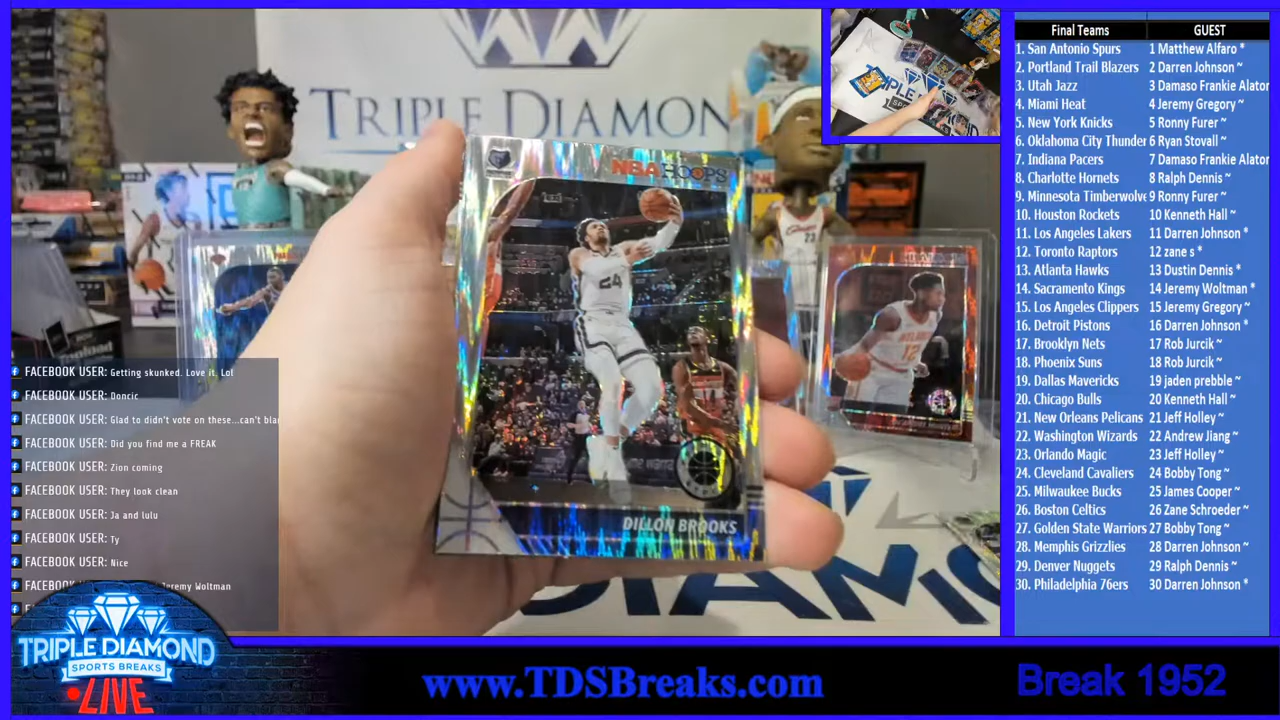 TRIPLE DIAMOND
NBA HOOPS
24
DILLON BROOKS
ATLANTA
12
23
DIAMO
FACEBOOK USER: Getting skunked. Love it. Lol
FACEBOOK USER: Doncic
FACEBOOK USER: Glad to didn't vote on these...can't bla
FACEBOOK USER: Did you find me a FREAK
FACEBOOK USER: Zion coming
FACEBOOK USER: They look clean
FACEBOOK USER: Ja and lulu
FACEBOOK USER: Ty
FACEBOOK USER: Nice
FACEBOOK USER: Jeremy Woltman
TRIPLE DIAMOND
SPORTS BREAKS
LIVE
www.TDSBreaks.com
Break 1952
Final Teams GUEST
1. San Antonio Spurs 1 Matthew Alfaro *
2. Portland Trail Blazers 2 Darren Johnson ~
3. Utah Jazz 3 Damaso Frankie Alator
4. Miami Heat 4 Jeremy Gregory ~
5. New York Knicks 5 Ronny Furer ~
6. Oklahoma City Thunder 6 Ryan Stovall ~
7. Indiana Pacers 7 Damaso Frankie Alator
8. Charlotte Hornets 8 Ralph Dennis ~
9. Minnesota Timberwolve 9 Ronny Furer ~
10. Houston Rockets 10 Kenneth Hall ~
11. Los Angeles Lakers 11 Darren Johnson *
12. Toronto Raptors 12 zane s *
13. Atlanta Hawks 13 Dustin Dennis *
14. Sacramento Kings 14 Jeremy Woltman *
15. Los Angeles Clippers 15 Jeremy Gregory ~
16. Detroit Pistons 16 Darren Johnson *
17. Brooklyn Nets 17 Rob Jurcik ~
18. Phoenix Suns 18 Rob Jurcik ~
19. Dallas Mavericks 19 jaden prebble ~
20. Chicago Bulls 20 Kenneth Hall ~
21. New Orleans Pelicans 21 Jeff Holley ~
22. Washington Wizards 22 Andrew Jiang ~
23. Orlando Magic 23 Jeff Holley ~
24. Cleveland Cavaliers 24 Bobby Tong ~
25. Milwaukee Bucks 25 James Cooper ~
26. Boston Celtics 26 Zane Schroeder ~
27. Golden State Warriors 27 Bobby Tong ~
28. Memphis Grizzlies 28 Darren Johnson ~
29. Denver Nuggets 29 Ralph Dennis ~
30. Philadelphia 76ers 30 Darren Johnson *